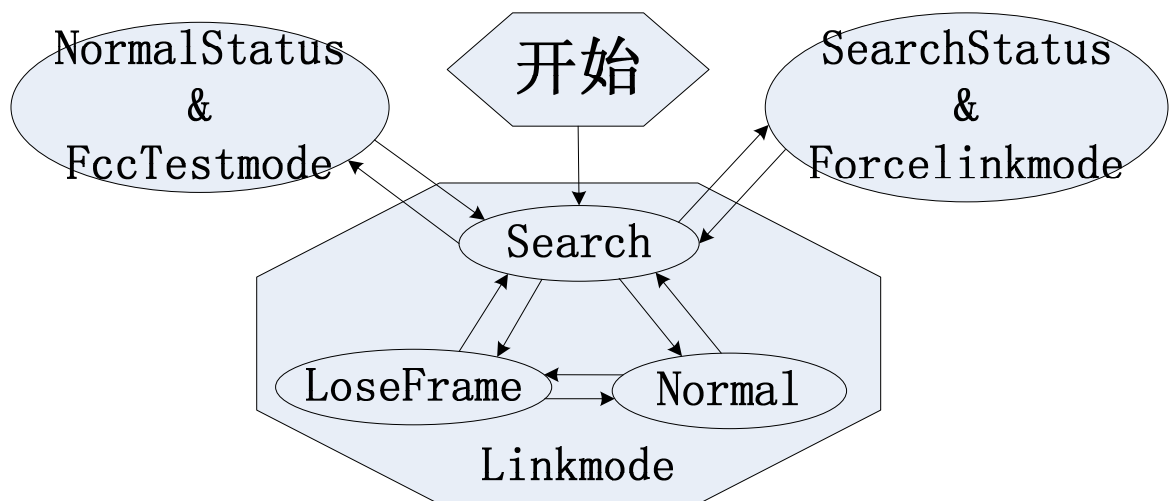 NormalStatus
&
FccTestmode
开始
SearchStatus
&
Forcelinkmode
Search
LoseFrame
Normal
Linkmode